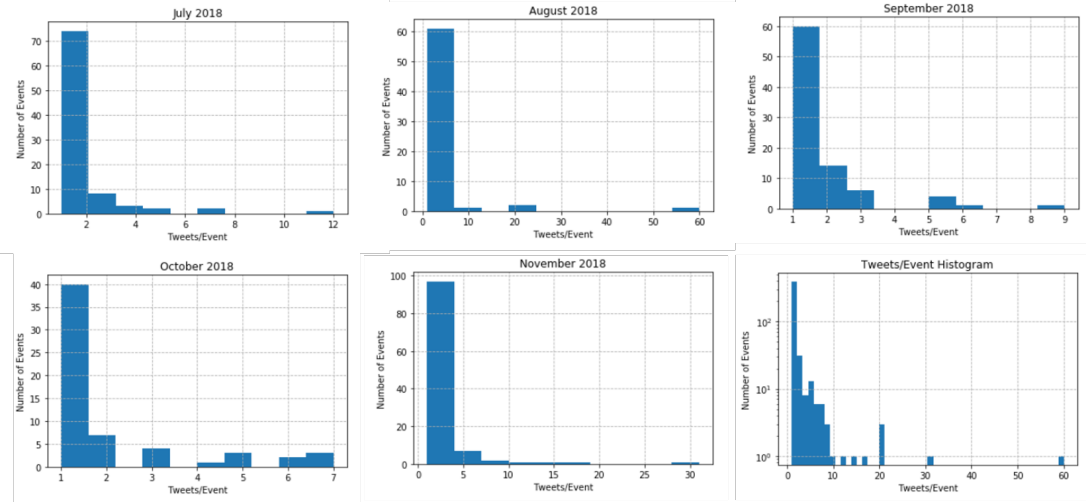 July 2018
70
60
50
40
30
20
10
0
2 4 6 8 10 12
Number of Events
Tweets/Event
August 2018
60
50
40
30
20
10
0
0 10 20 30 40 50 60
Number of Events
Tweets/Event
September 2018
60
50
40
30
20
10
0
1 2 3 4 5 6 7 8 9
Number of Events
Tweets/Event
October 2018
40
35
30
25
20
15
10
5
0
1 2 3 4 5 6 7
Number of Events
Tweets/Event
November 2018
100
80
60
40
20
0
0 5 10 15 20 25 30
Number of Events
Tweets/Event
Tweets/Event Histogram
10²
10¹
10⁰
0 10 20 30 40 50 60
Number of Events
Tweets/Event